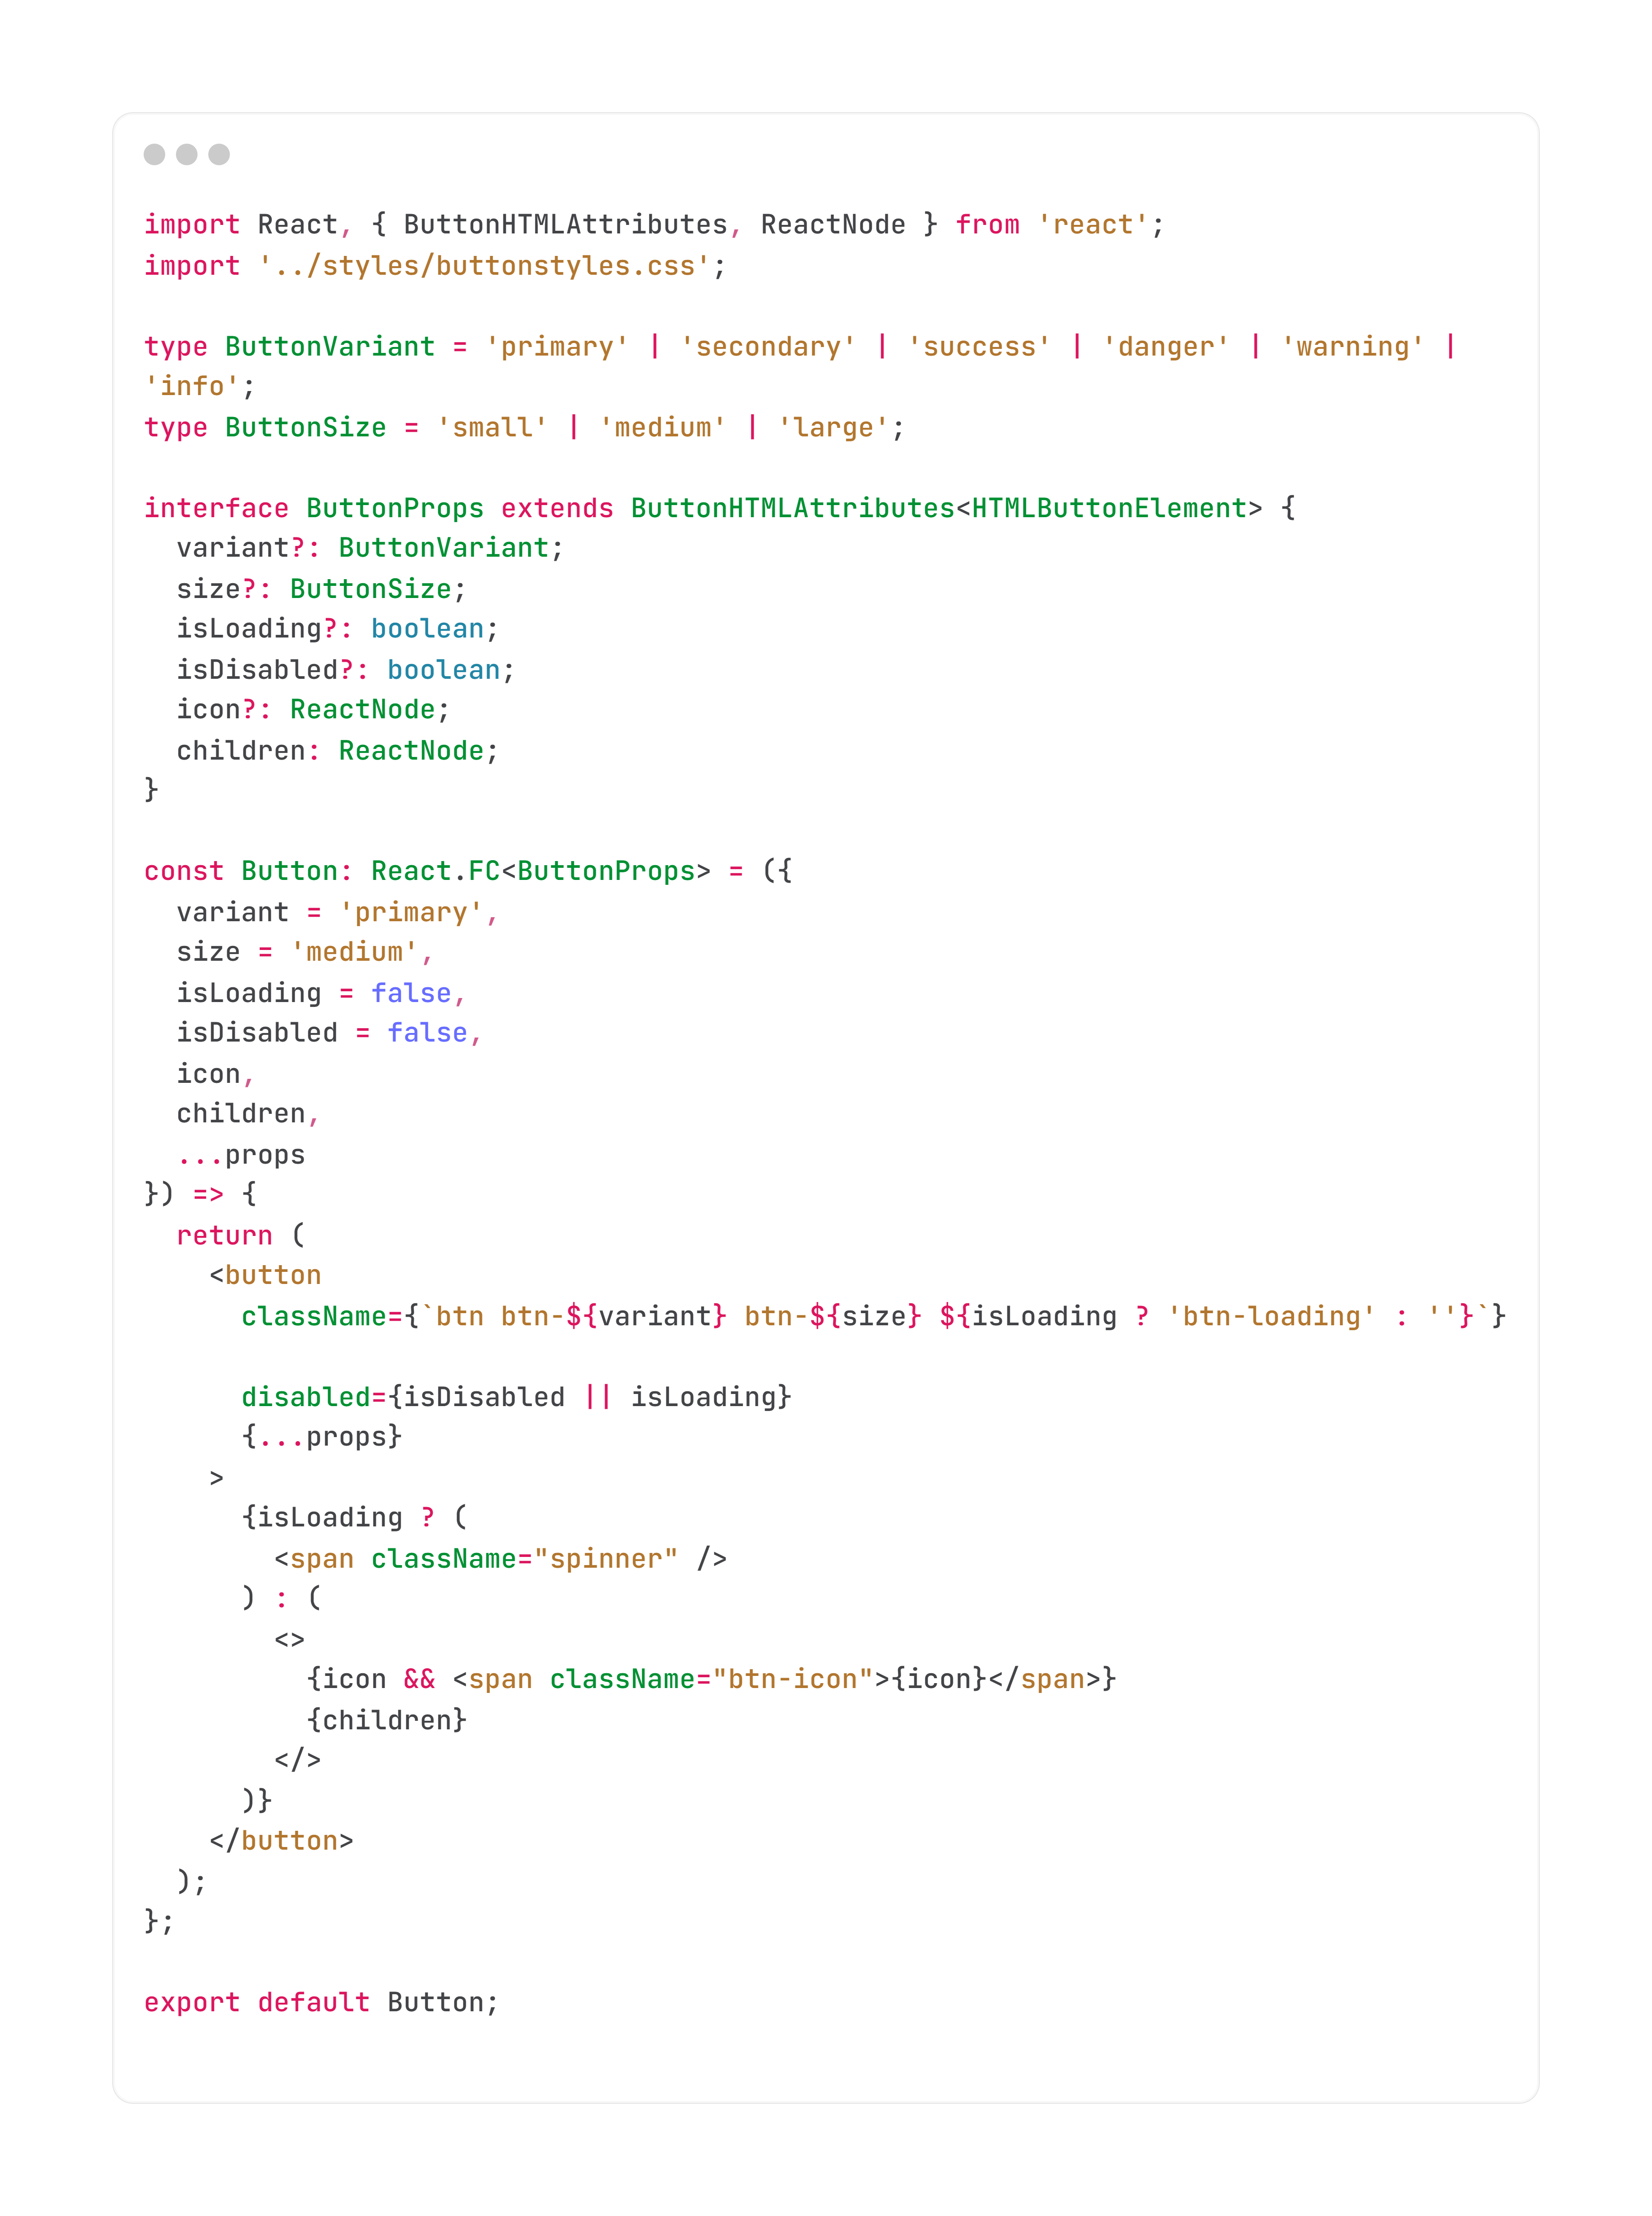 import React, { ButtonHTMLAttributes, ReactNode } from 'react';
import '../styles/buttonstyles.css';

type ButtonVariant = 'primary' | 'secondary' | 'success' | 'danger' | 'warning' |
'info';
type ButtonSize = 'small' | 'medium' | 'large';

interface ButtonProps extends ButtonHTMLAttributes<HTMLButtonElement> {
  variant?: ButtonVariant;
  size?: ButtonSize;
  isLoading?: boolean;
  isDisabled?: boolean;
  icon?: ReactNode;
  children: ReactNode;
}

const Button: React.FC<ButtonProps> = ({
  variant = 'primary',
  size = 'medium',
  isLoading = false,
  isDisabled = false,
  icon,
  children,
  ...props
}) => {
  return (
    <button
      className={`btn btn-${variant} btn-${size} ${isLoading ? 'btn-loading' : ''}`}

      disabled={isDisabled || isLoading}
      {...props}
    >
      {isLoading ? (
        <span className="spinner" />
      ) : (
        <>
          {icon && <span className="btn-icon">{icon}</span>}
          {children}
        </>
      )}
    </button>
  );
};

export default Button;